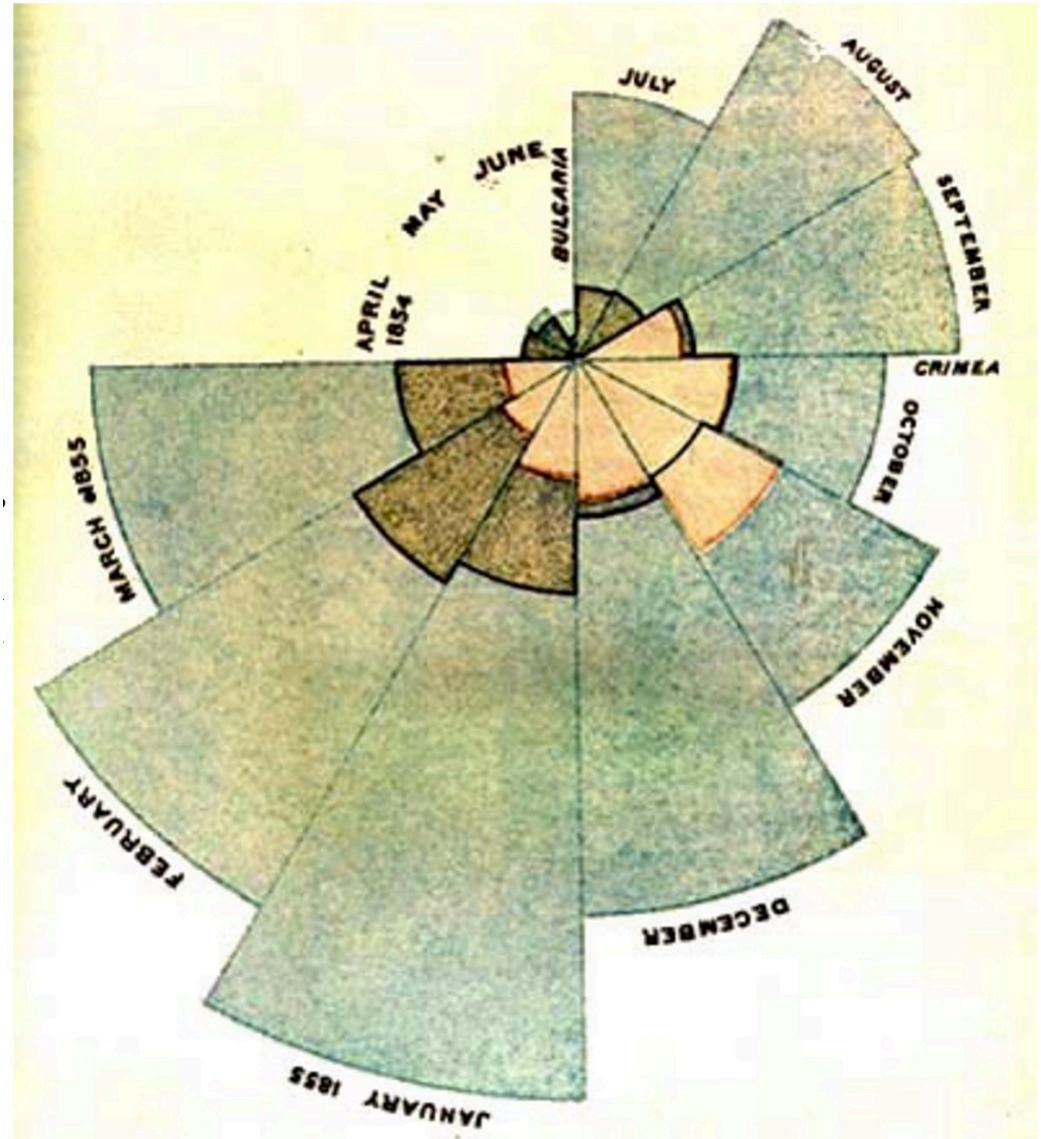 APRIL
1854
MAY
JUNE
BULGARIA
JULY
AUGUST
SEPTEMBER
CRIMEA
OCTOBER
NOVEMBER
DECEMBER
JANUARY 1855
FEBRUARY
MARCH 1855